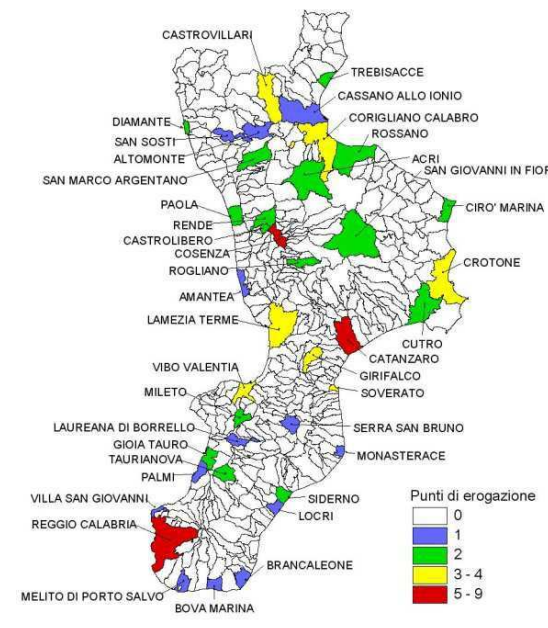 CASTROVILLARI
TREBISACCE
CASSANO ALLO IONIO
DIAMANTE
CORIGLIANO CALABRO
SAN SOSTI
ROSSANO
ALTOMONTE
ACRI
SAN MARCO ARGENTANO
SAN GIOVANNI IN FIOR
PAOLA
CIRO' MARINA
RENDE
CASTROLIBERO
COSENZA
CROTONE
ROGLIANO
AMANTEA
LAMEZIA TERME
CUTRO
CATANZARO
VIBO VALENTIA
GIRIFALCO
MILETO
SOVERATO
LAUREANA DI BORRELLO
SERRA SAN BRUNO
GIOIA TAURO
TAURIANOVA
MONASTERACE
PALMI
VILLA SAN GIOVANNI
SIDERNO
REGGIO CALABRIA
LOCRI
BRANCALEONE
MELITO DI PORTO SALVO
BOVA MARINA
Punti di erogazione
0
1
2
3 - 4
5 - 9